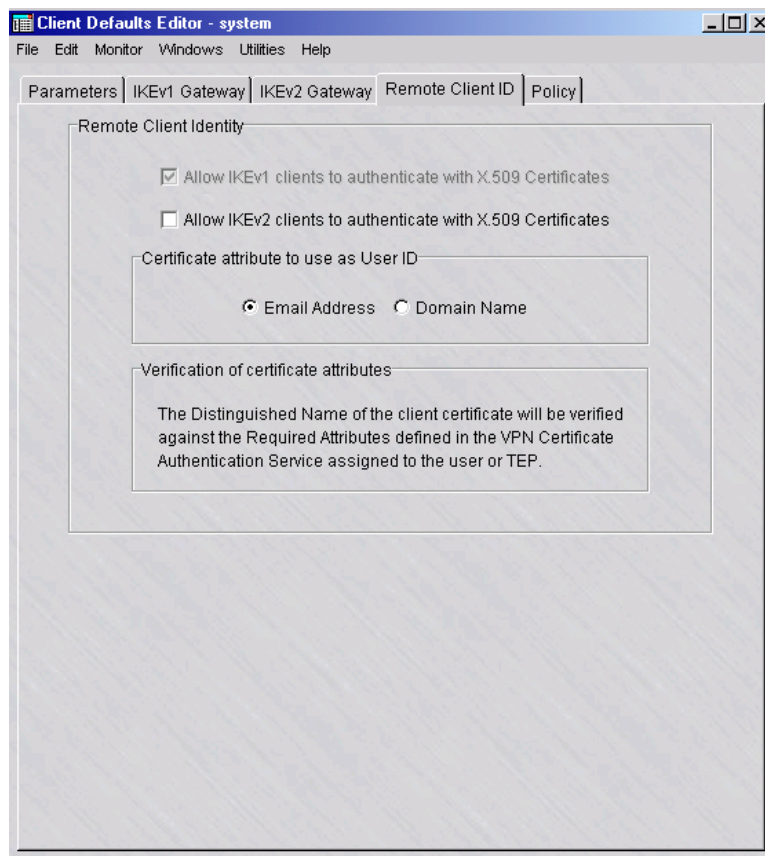 Client Defaults Editor - system
File Edit Monitor Windows Utilities Help
Parameters IKEv1 Gateway IKEv2 Gateway Remote Client ID Policy
Remote Client Identity
Allow IKEv1 clients to authenticate with X.509 Certificates
Allow IKEv2 clients to authenticate with X.509 Certificates
Certificate attribute to use as User ID
Email Address Domain Name
Verification of certificate attributes
The Distinguished Name of the client certificate will be verified
against the Required Attributes defined in the VPN Certificate
Authentication Service assigned to the user or TEP.